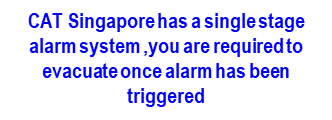 CAT Singapore has a single stage
alarm system ,you are required to
evacuate once alarm has been
triggered